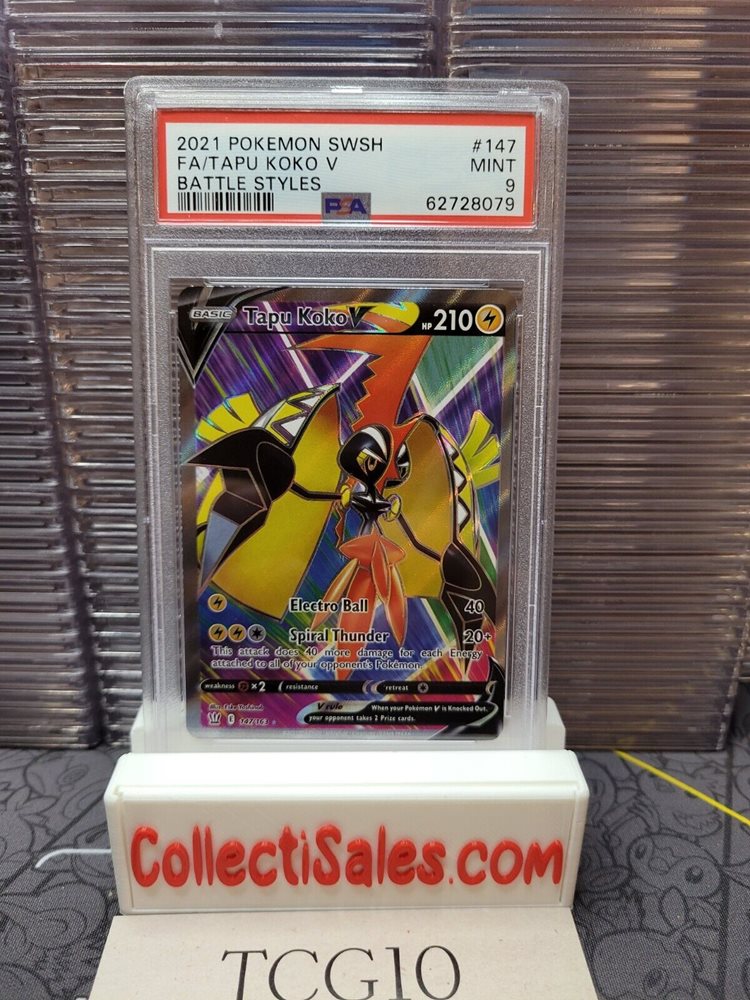 2021 POKEMON SWSH #147
FA/TAPU KOKO V MINT
BATTLE STYLES 9
PSA 62728079
BASIC Tapu Koko V HP 210
Electro Ball 40
Spiral Thunder 20+
This attack does 40 more damage for each Energy
attached to all of your opponent's Pokémon.
weakness ×2 resistance retreat
V rule When your Pokémon V is Knocked Out,
your opponent takes 2 Prize cards.
147/163
CollectiSales.com
TCG10